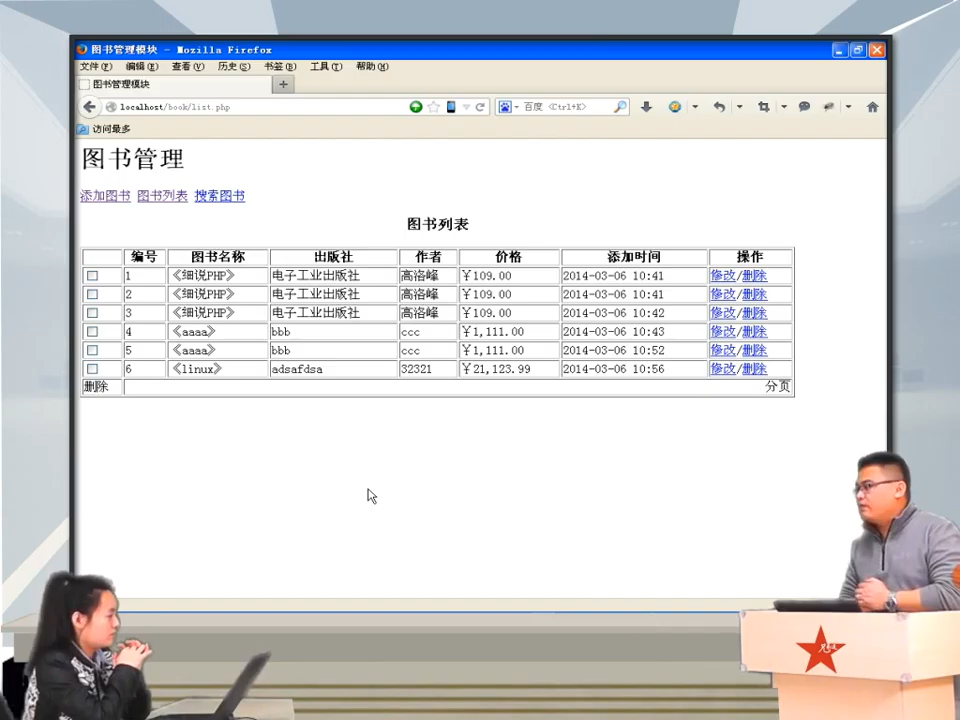 图书管理模块 - Mozilla Firefox
文件(F) 编辑(E) 查看(V) 历史(S) 书签(B) 工具(T) 帮助(H)
图书管理模块
localhost/book/list.php 百度 <Ctrl+K>
访问最多
图书管理
添加图书 图书列表 搜索图书
图书列表
编号 图书名称 出版社 作者 价格 添加时间 操作
1 《细说PHP》 电子工业出版社 高洛峰 ￥109.00 2014-03-06 10:41 修改/删除
2 《细说PHP》 电子工业出版社 高洛峰 ￥109.00 2014-03-06 10:41 修改/删除
3 《细说PHP》 电子工业出版社 高洛峰 ￥109.00 2014-03-06 10:42 修改/删除
4 《aaaa》 bbb ccc ￥1,111.00 2014-03-06 10:43 修改/删除
5 《aaaa》 bbb ccc ￥1,111.00 2014-03-06 10:52 修改/删除
6 《linux》 adsafdsa 32321 ￥21,123.99 2014-03-06 10:56 修改/删除
删除 分页